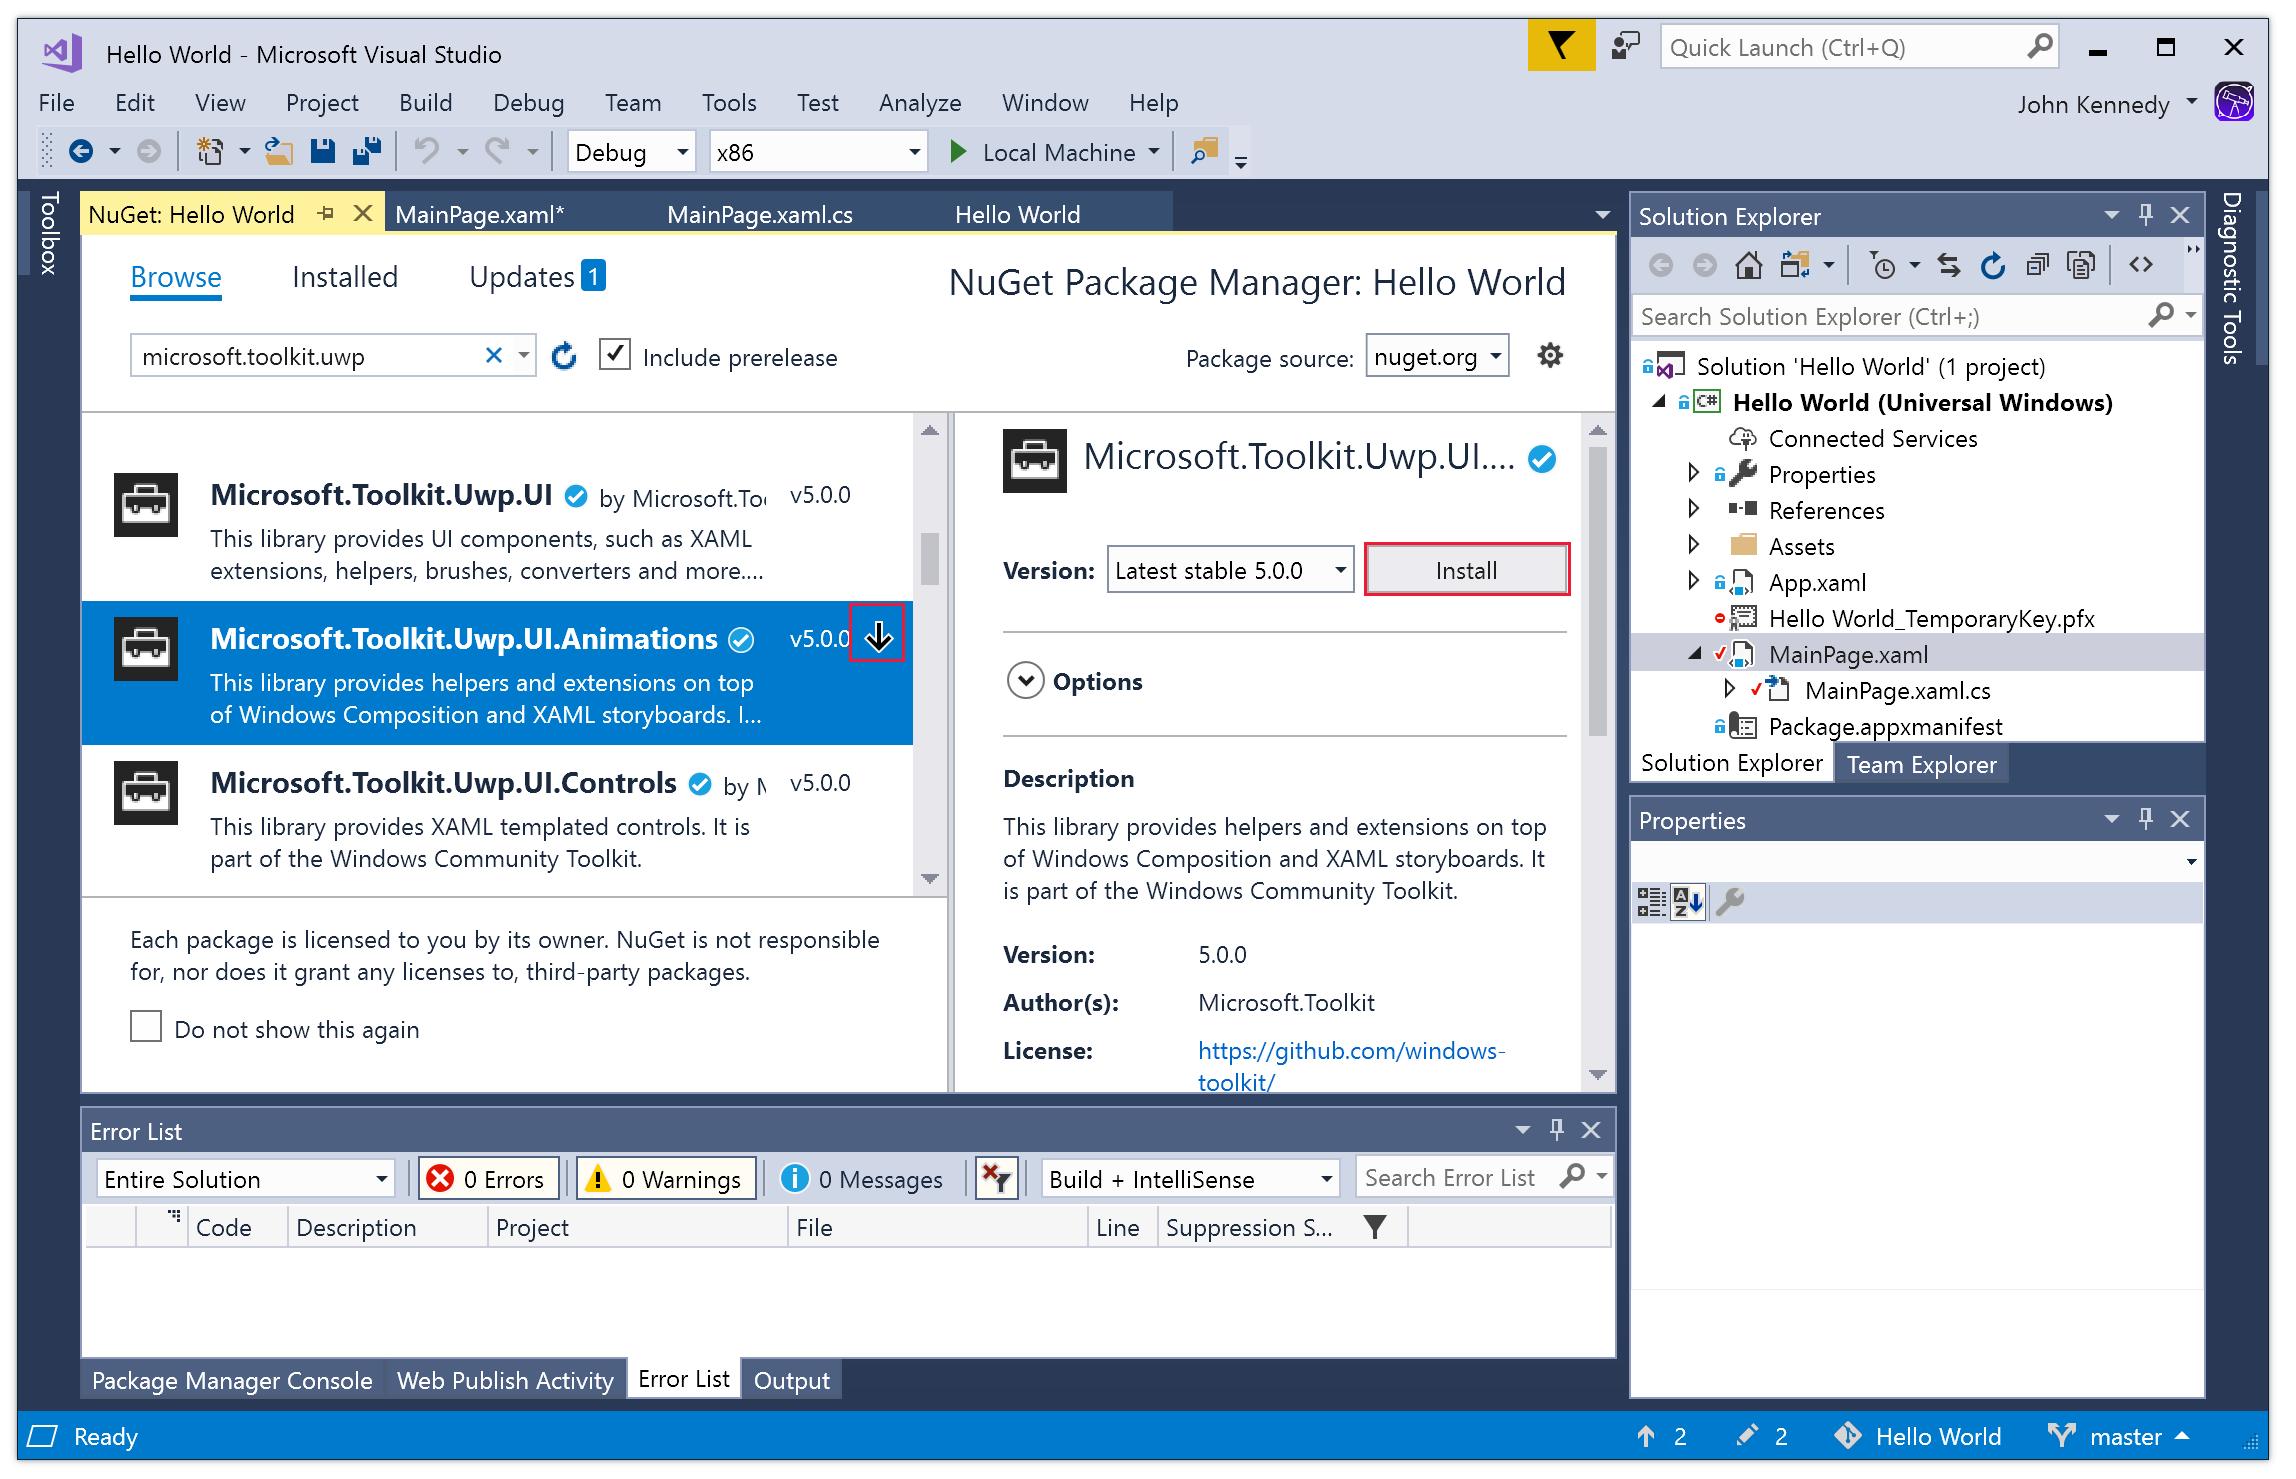 Hello World - Microsoft Visual Studio
Quick Launch (Ctrl+Q)
File Edit View Project Build Debug Team Tools Test Analyze Window Help
John Kennedy
Debug x86 Local Machine
Toolbox
NuGet: Hello World MainPage.xaml* MainPage.xaml.cs Hello World
Browse Installed Updates 1
NuGet Package Manager: Hello World
microsoft.toolkit.uwp Include prerelease
Package source: nuget.org
Microsoft.Toolkit.Uwp.UI by Microsoft.To v5.0.0
This library provides UI components, such as XAML
extensions, helpers, brushes, converters and more....
Microsoft.Toolkit.Uwp.UI.Animations v5.0.0
This library provides helpers and extensions on top
of Windows Composition and XAML storyboards. I...
Microsoft.Toolkit.Uwp.UI.Controls by v5.0.0
This library provides XAML templated controls. It is
part of the Windows Community Toolkit.
Each package is licensed to you by its owner. NuGet is not responsible
for, nor does it grant any licenses to, third-party packages.
Do not show this again
Microsoft.Toolkit.Uwp.UI....
Version: Latest stable 5.0.0 Install
Options
Description
This library provides helpers and extensions on top
of Windows Composition and XAML storyboards. It
is part of the Windows Community Toolkit.
Version: 5.0.0
Author(s): Microsoft.Toolkit
License: https://github.com/windows-
toolkit/
Solution Explorer
Search Solution Explorer (Ctrl+;)
Solution 'Hello World' (1 project)
C# Hello World (Universal Windows)
Connected Services
Properties
References
Assets
App.xaml
Hello World_TemporaryKey.pfx
MainPage.xaml
MainPage.xaml.cs
Package.appxmanifest
Solution Explorer Team Explorer
Properties
A
Z
Diagnostic Tools
Error List
Entire Solution 0 Errors 0 Warnings 0 Messages Build + IntelliSense Search Error List
Code Description Project File Line Suppression S...
Package Manager Console Web Publish Activity Error List Output
Ready 2 2 Hello World master